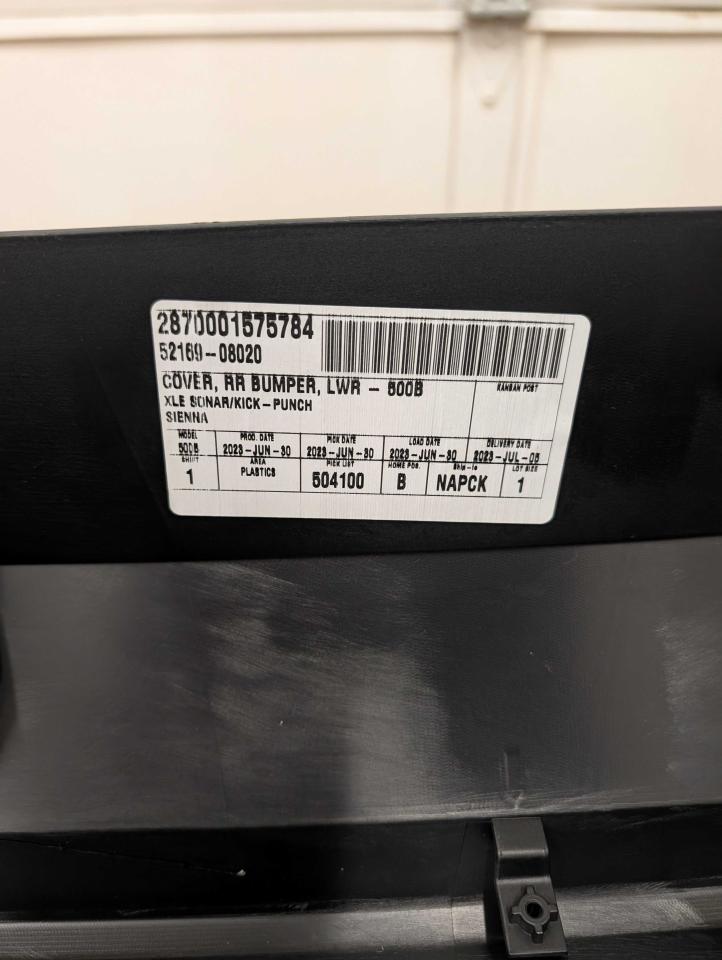 2870001575784
52169-08020
COVER, RR BUMPER, LWR - 500B
KANBAN POST
XLE SONAR/KICK-PUNCH
SIENNA
MODEL PROD. DATE PICK DATE LOAD DATE DELIVERY DATE
500B 2023-JUN-30 2023-JUN-30 2023-JUN-30 2023-JUL-05
SHIFT AREA PICK LIST HOME POS. Ship-to LOT SIZE
1 PLASTICS 504100 B NAPCK 1